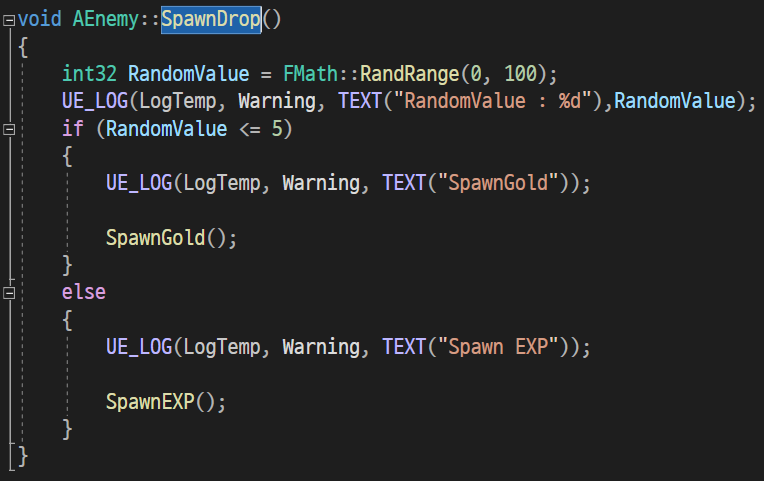 void AEnemy::SpawnDrop()
{
int32 RandomValue = FMath::RandRange(0, 100);
UE_LOG(LogTemp, Warning, TEXT("RandomValue : %d"),RandomValue);
if (RandomValue <= 5)
{
UE_LOG(LogTemp, Warning, TEXT("SpawnGold"));
SpawnGold();
}
else
{
UE_LOG(LogTemp, Warning, TEXT("Spawn EXP"));
SpawnEXP();
}
}